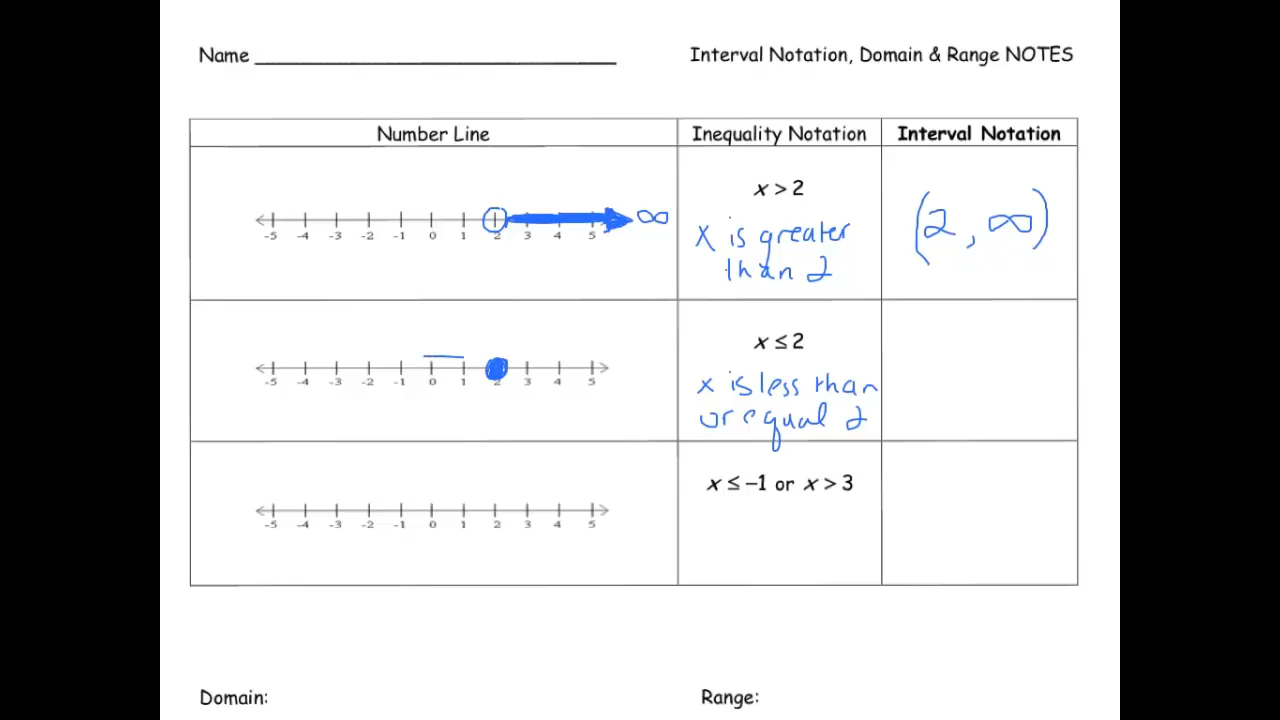 Name Interval Notation, Domain & Range NOTES
Number Line Inequality Notation Interval Notation
x > 2
-5 -4 -3 -2 -1 0 1 2 3 4 5 ∞
x is greater
than 2
(2, ∞)
x ≤ 2
-5 -4 -3 -2 -1 0 1 2 3 4 5
x is less than
or equal 2
x ≤ -1 or x > 3
-5 -4 -3 -2 -1 0 1 2 3 4 5
Domain: Range: